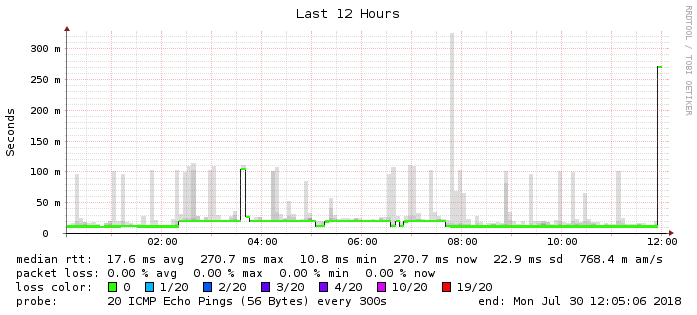 Last 12 Hours
RRDTOOL / TOBI OETIKER
Seconds
300 m
250 m
200 m
150 m
100 m
50 m
0
02:00 04:00 06:00 08:00 10:00 12:00
median rtt: 17.6 ms avg 270.7 ms max 10.8 ms min 270.7 ms now 22.9 ms sd 768.4 m am/s
packet loss: 0.00 % avg 0.00 % max 0.00 % min 0.00 % now
loss color: 0 1/20 2/20 3/20 4/20 10/20 19/20
probe: 20 ICMP Echo Pings (56 Bytes) every 300s end: Mon Jul 30 12:05:06 2018